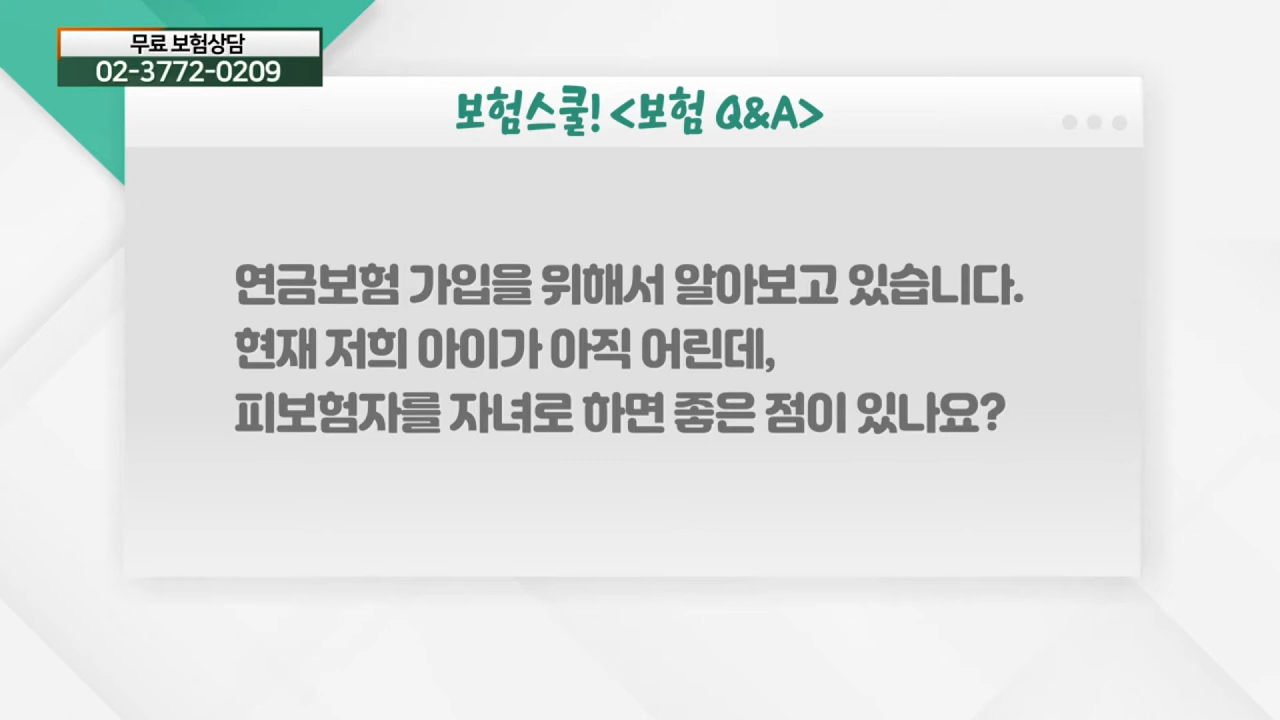 무료 보험상담
02-3772-0209
보험스쿨! <보험 Q&A>
연금보험 가입을 위해서 알아보고 있습니다.
현재 저희 아이가 아직 어린데,
피보험자를 자녀로 하면 좋은 점이 있나요?